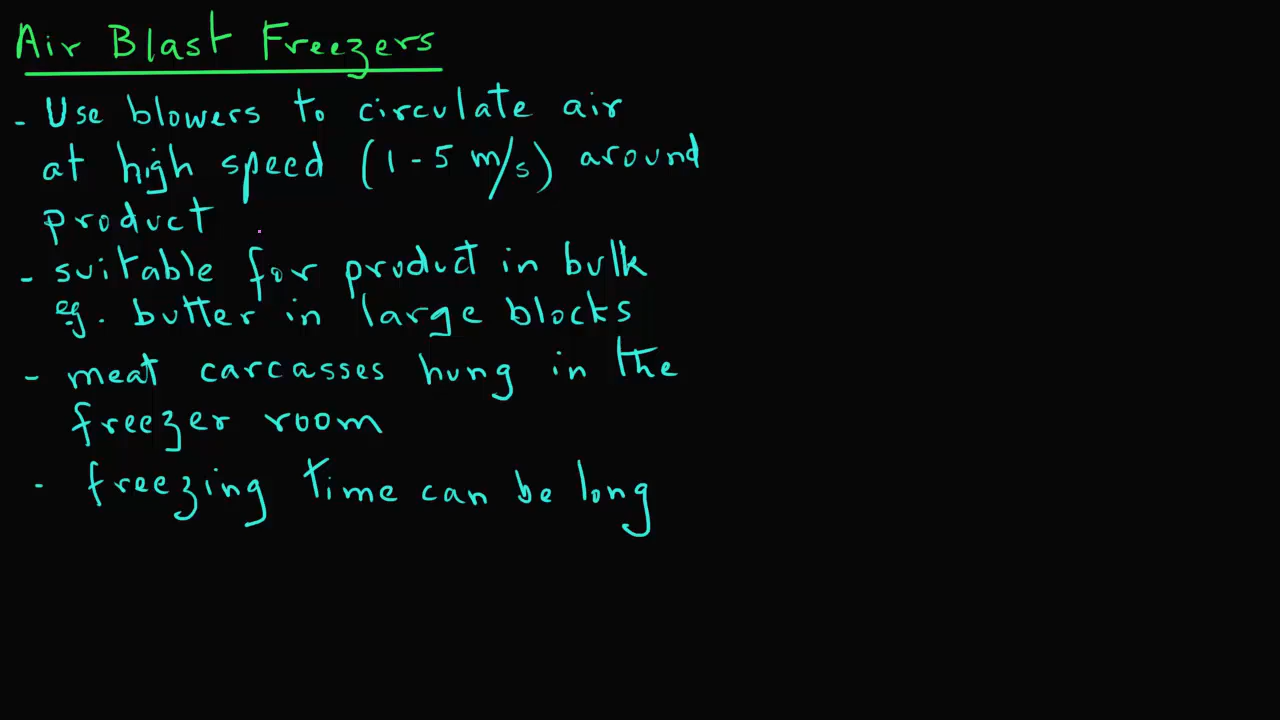 Air Blast Freezers
- Use blowers to circulate air
at high speed (1-5 m/s) around
product
- suitable for product in bulk
eg. butter in large blocks
- meat carcasses hung in the
freezer room
- freezing time can be long